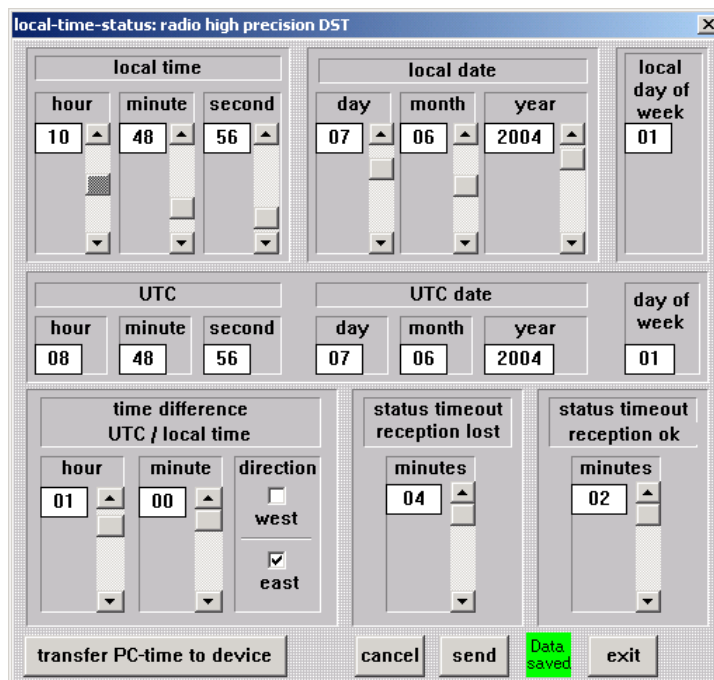 local-time-status: radio high precision DST
local time
hour minute second
10 48 56
local date
day month year
07 06 2004
local
day of
week
01
UTC
hour minute second
08 48 56
UTC date
day month year
07 06 2004
day of
week
01
time difference
UTC / local time
hour minute direction
01 00
west
east
status timeout
reception lost
minutes
04
status timeout
reception ok
minutes
02
transfer PC-time to device
cancel
send
Data
saved
exit